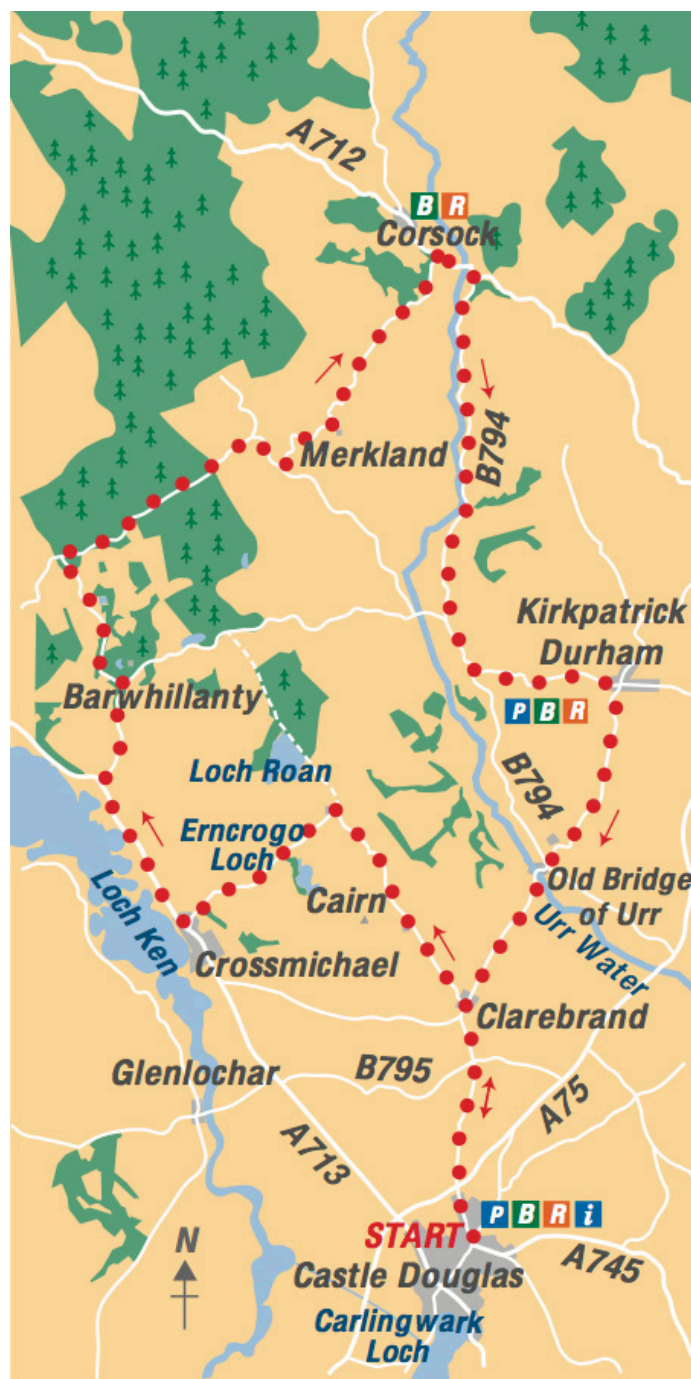 A712
B R
Corsock
B794
Merkland
Kirkpatrick
Durham
P B R
Barwhillanty
Loch Roan
B794
Erncrogo
Loch
Cairn
Old Bridge
of Urr
Urr Water
Loch Ken
Crossmichael
Clarebrand
Glenlochar
B795
A75
A713
P B R i
START
N
Castle Douglas
A745
Carlingwark
Loch